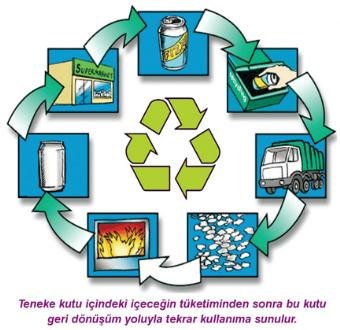 SUPERMARKET
Teneke kutu içindeki içeceğin tüketiminden sonra bu kutu
geri dönüşüm yoluyla tekrar kullanıma sunulur.